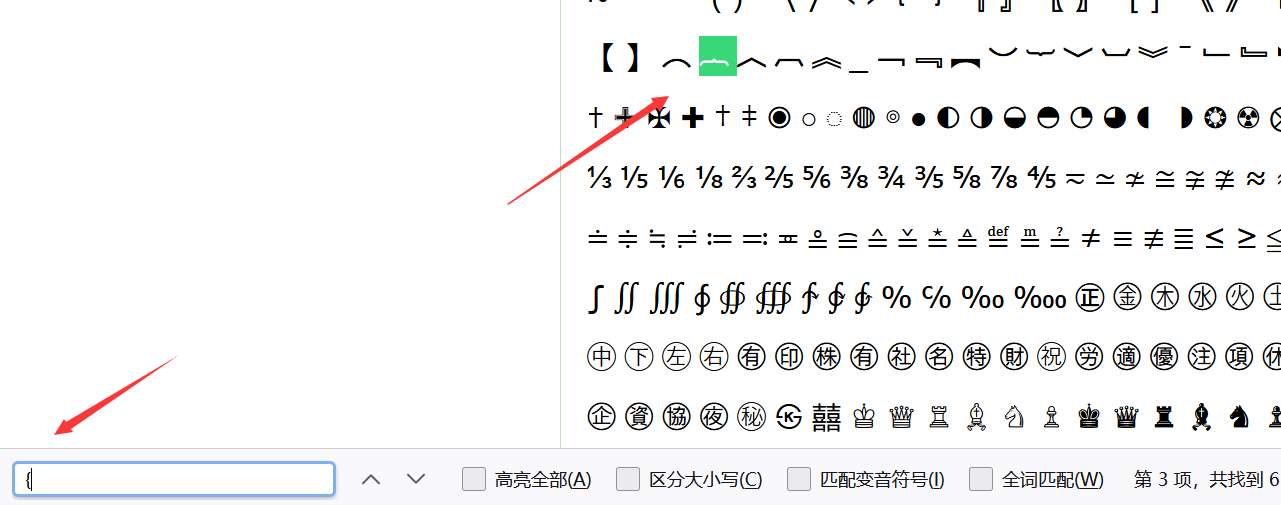 【 】 ︵ ︷ ︿ ︹ ︽ _ ﹁ ﹃ ︻ ︶ ︸ ﹀ ︺ ︾ ˉ ﹂ ﹄
† ✙ ✠ ✚ † ‡ ◉ ○ ◌ ◍ ◎ ● ◐ ◑ ◒ ◓ ◔ ◕ ◖ ◗ ❂ ☢
⅓ ⅕ ⅙ ⅛ ⅔ ⅖ ⅚ ⅜ ¾ ⅗ ⅝ ⅞ ⅘ ≂ ≃ ≄ ≅ ≆ ≇ ≈
≐ ≑ ≒ ≓ ≔ ≕ ≖ ≗ ≘ ≙ ≚ ≛ ≜ ≝ ≞ ≟ ≠ ≡ ≢ ≣ ≤ ≥
∫ ∬ ∭ ∮ ∯ ∰ ∱ ∲ ∳ % ℅ ‰ ‱ ㊣ ㊎ ㊍ ㊌ ㊋ ㊏
㊥ ㊦ ㊧ ㊨ ㊒ ㊞ ㊑ ㊒ ㊓ ㊔ ㊕ ㊖ ㊗ ㊘ ㊜ ㊝ ㊟ ㊠ ㊡
㊭ ㊮ ㊯ ㊰ ㊙ ㉿ 囍 ♔ ♕ ♖ ♗ ♘ ♙ ♚ ♛ ♜ ♝ ♞ ♟
{ 高亮全部(A) 区分大小写(C) 匹配变音符号(I) 全词匹配(W) 第 3 项，共找到 6